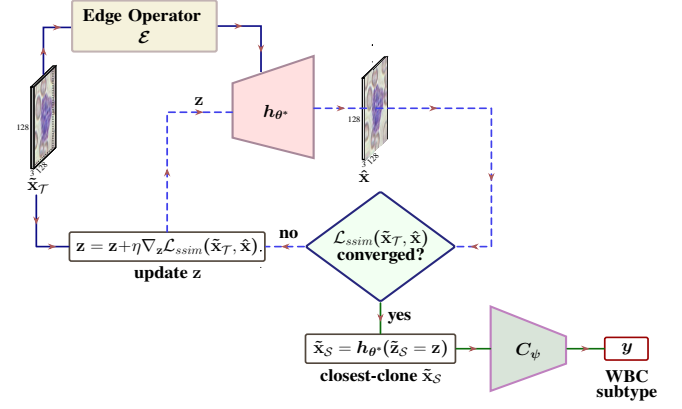 Edge Operator
ℰ
z
h_θ*
128
3
128
x̃_𝒯
128
3
128
x̂
z = z+η∇_z ℒ_ssim(x̃_𝒯, x̂).
update z
no
ℒ_ssim(x̃_𝒯, x̂)
converged?
yes
x̃_𝒮 = h_θ*(z̃_𝒮 = z)
closest-clone x̃_𝒮
C_ψ
y
WBC
subtype